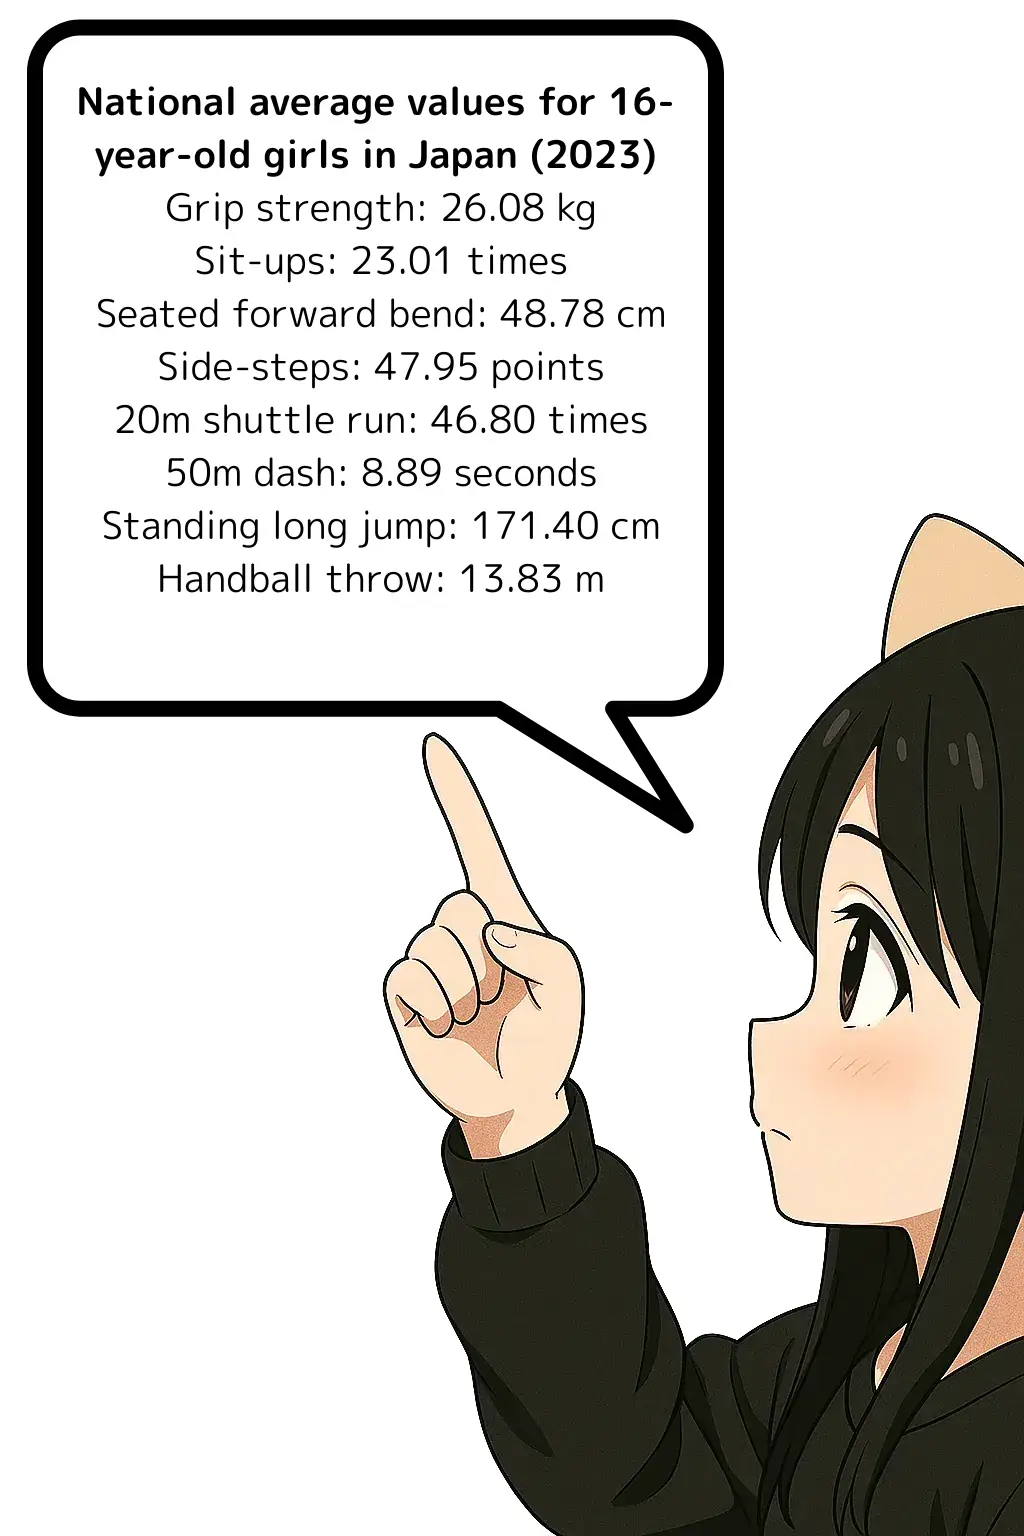 National average values for 16-
year-old girls in Japan (2023)
Grip strength: 26.08 kg
Sit-ups: 23.01 times
Seated forward bend: 48.78 cm
Side-steps: 47.95 points
20m shuttle run: 46.80 times
50m dash: 8.89 seconds
Standing long jump: 171.40 cm
Handball throw: 13.83 m